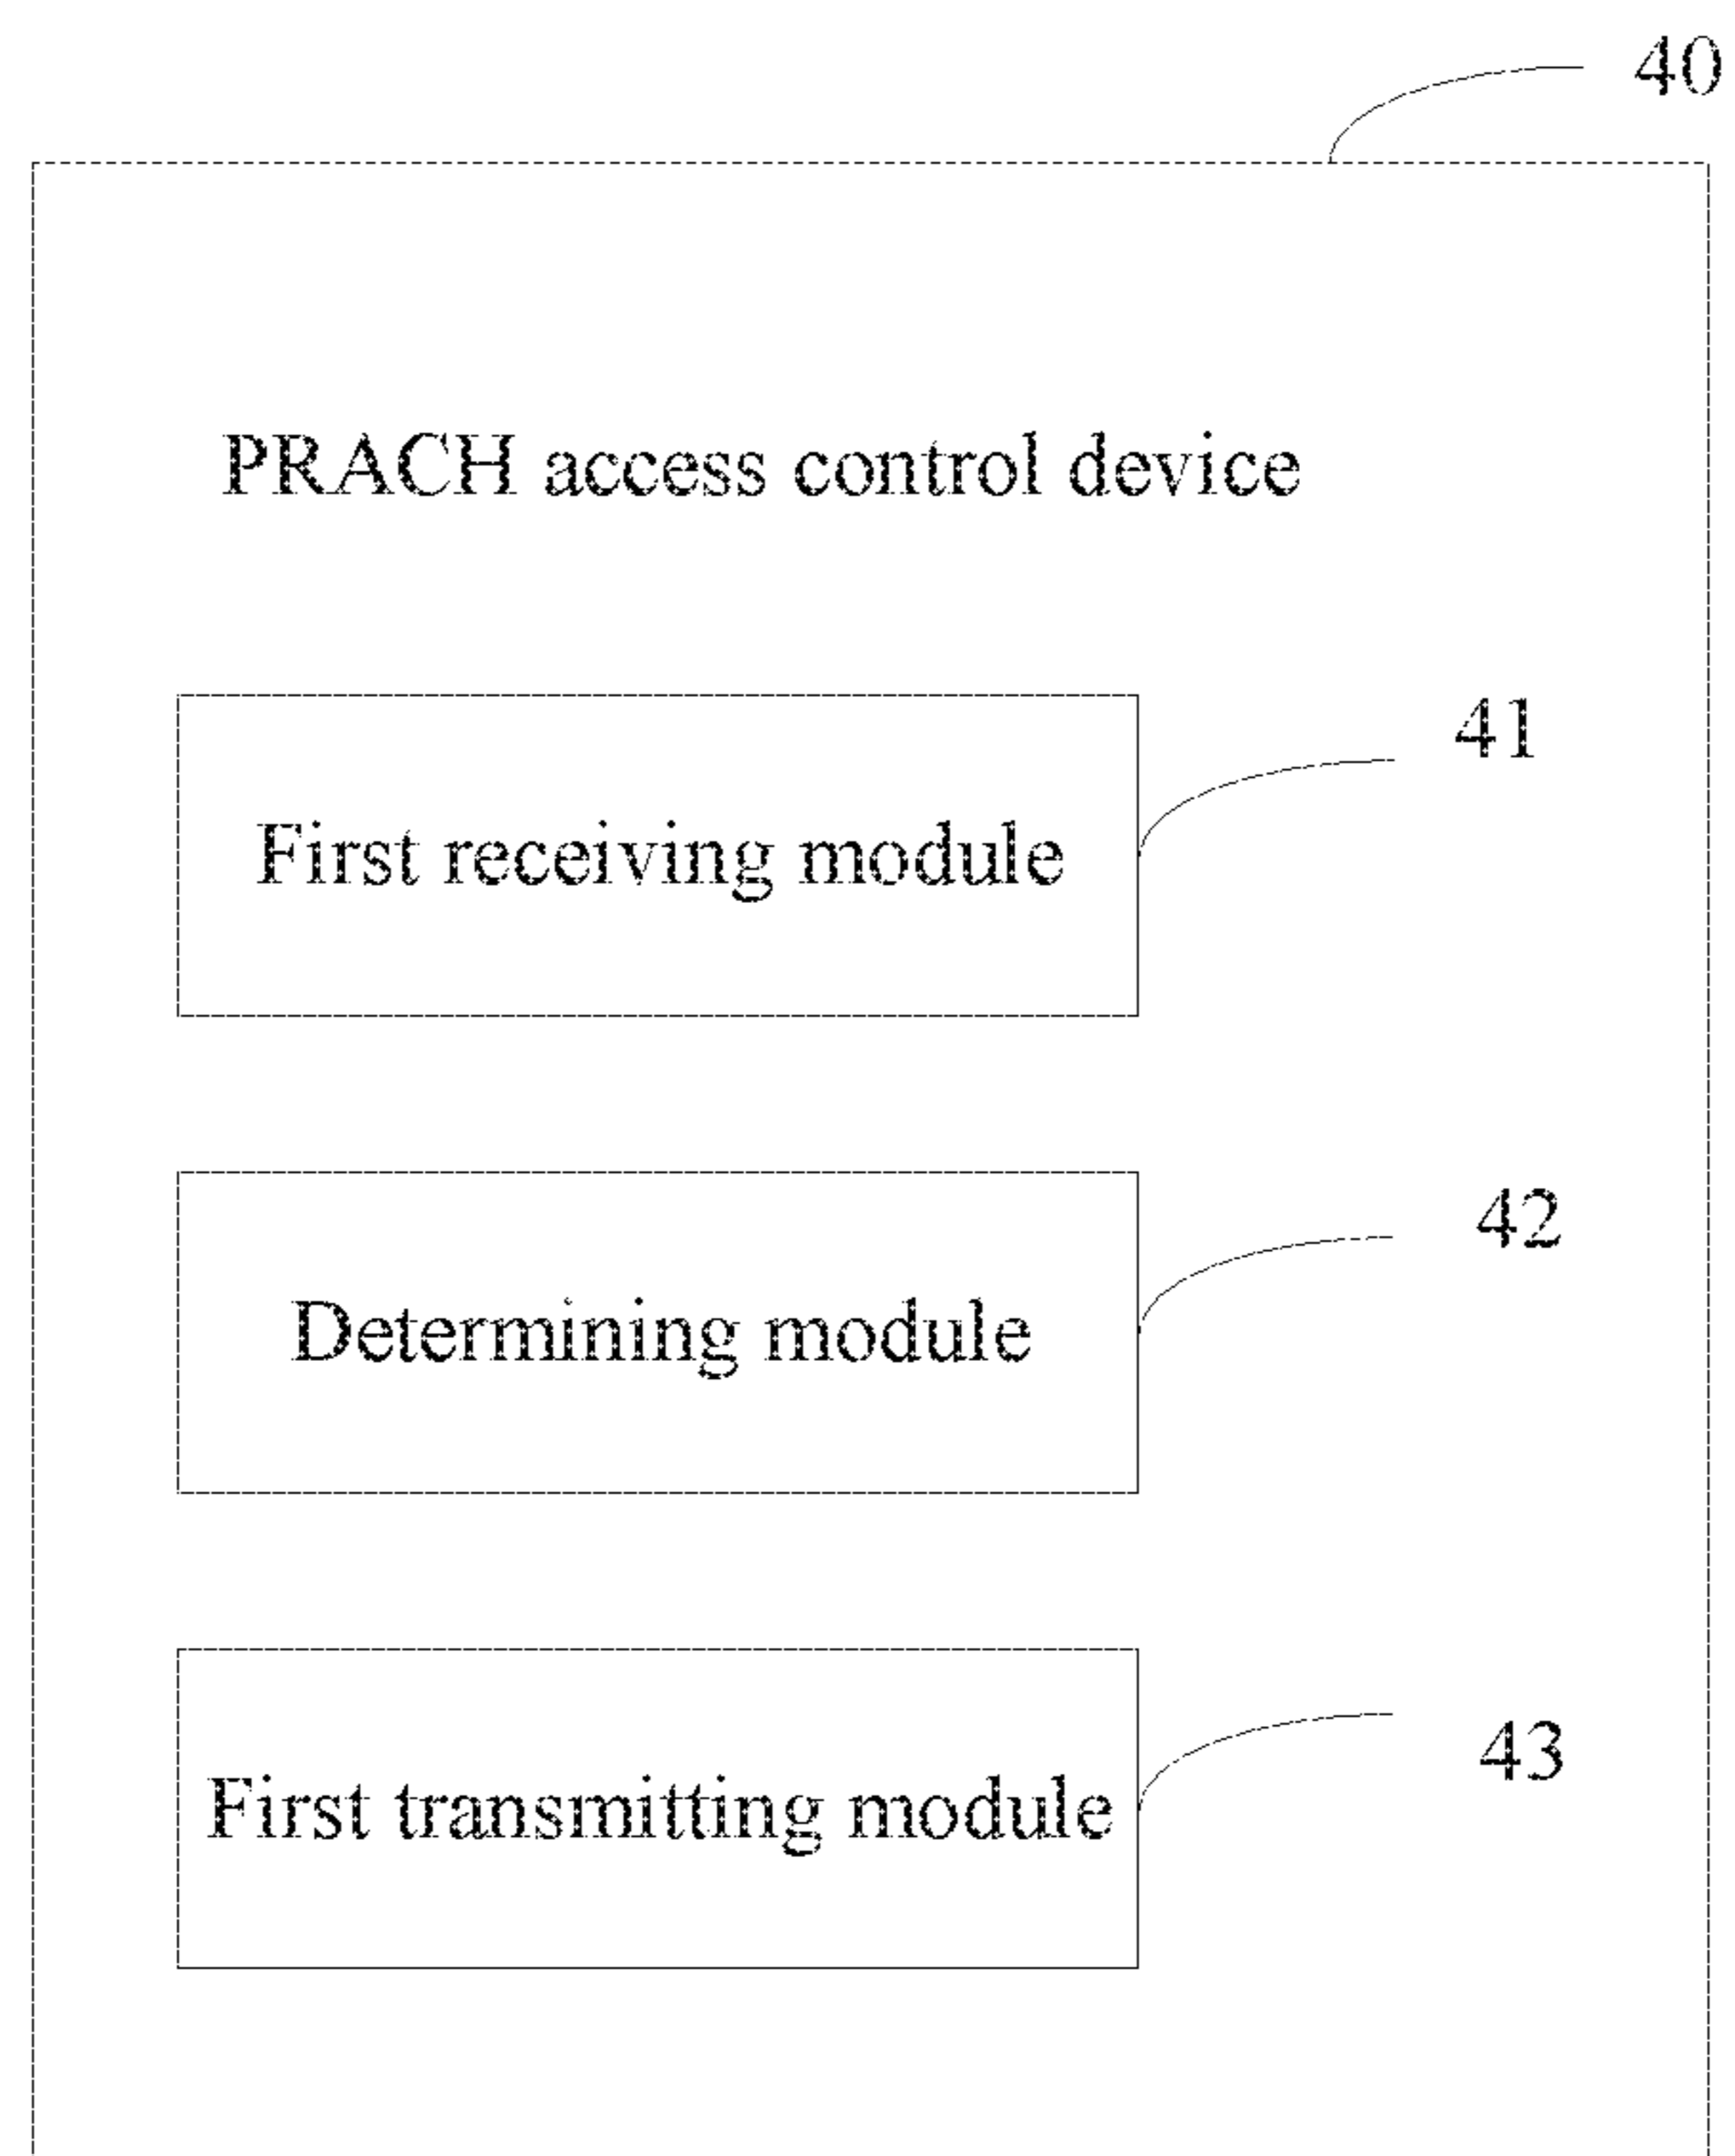 40
PRACH access control device
41
First receiving module
42
Determining module
43
First transmitting module